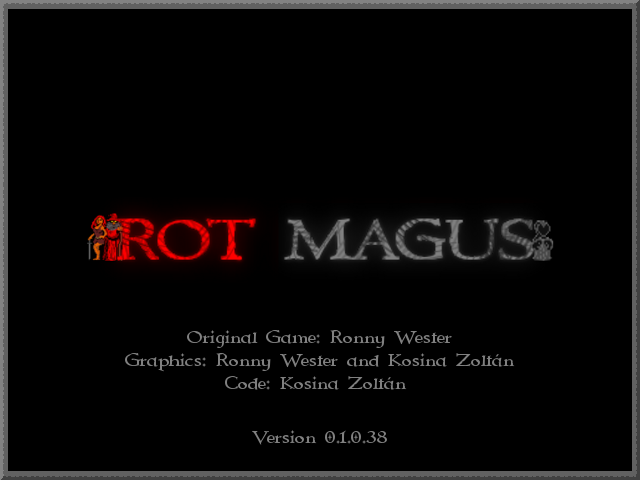 ROT MAGUS
Original Game: Ronny Wester
Graphics: Ronny Wester and Kosina Zoltán
Code: Kosina Zoltán
Version 0.1.0.38